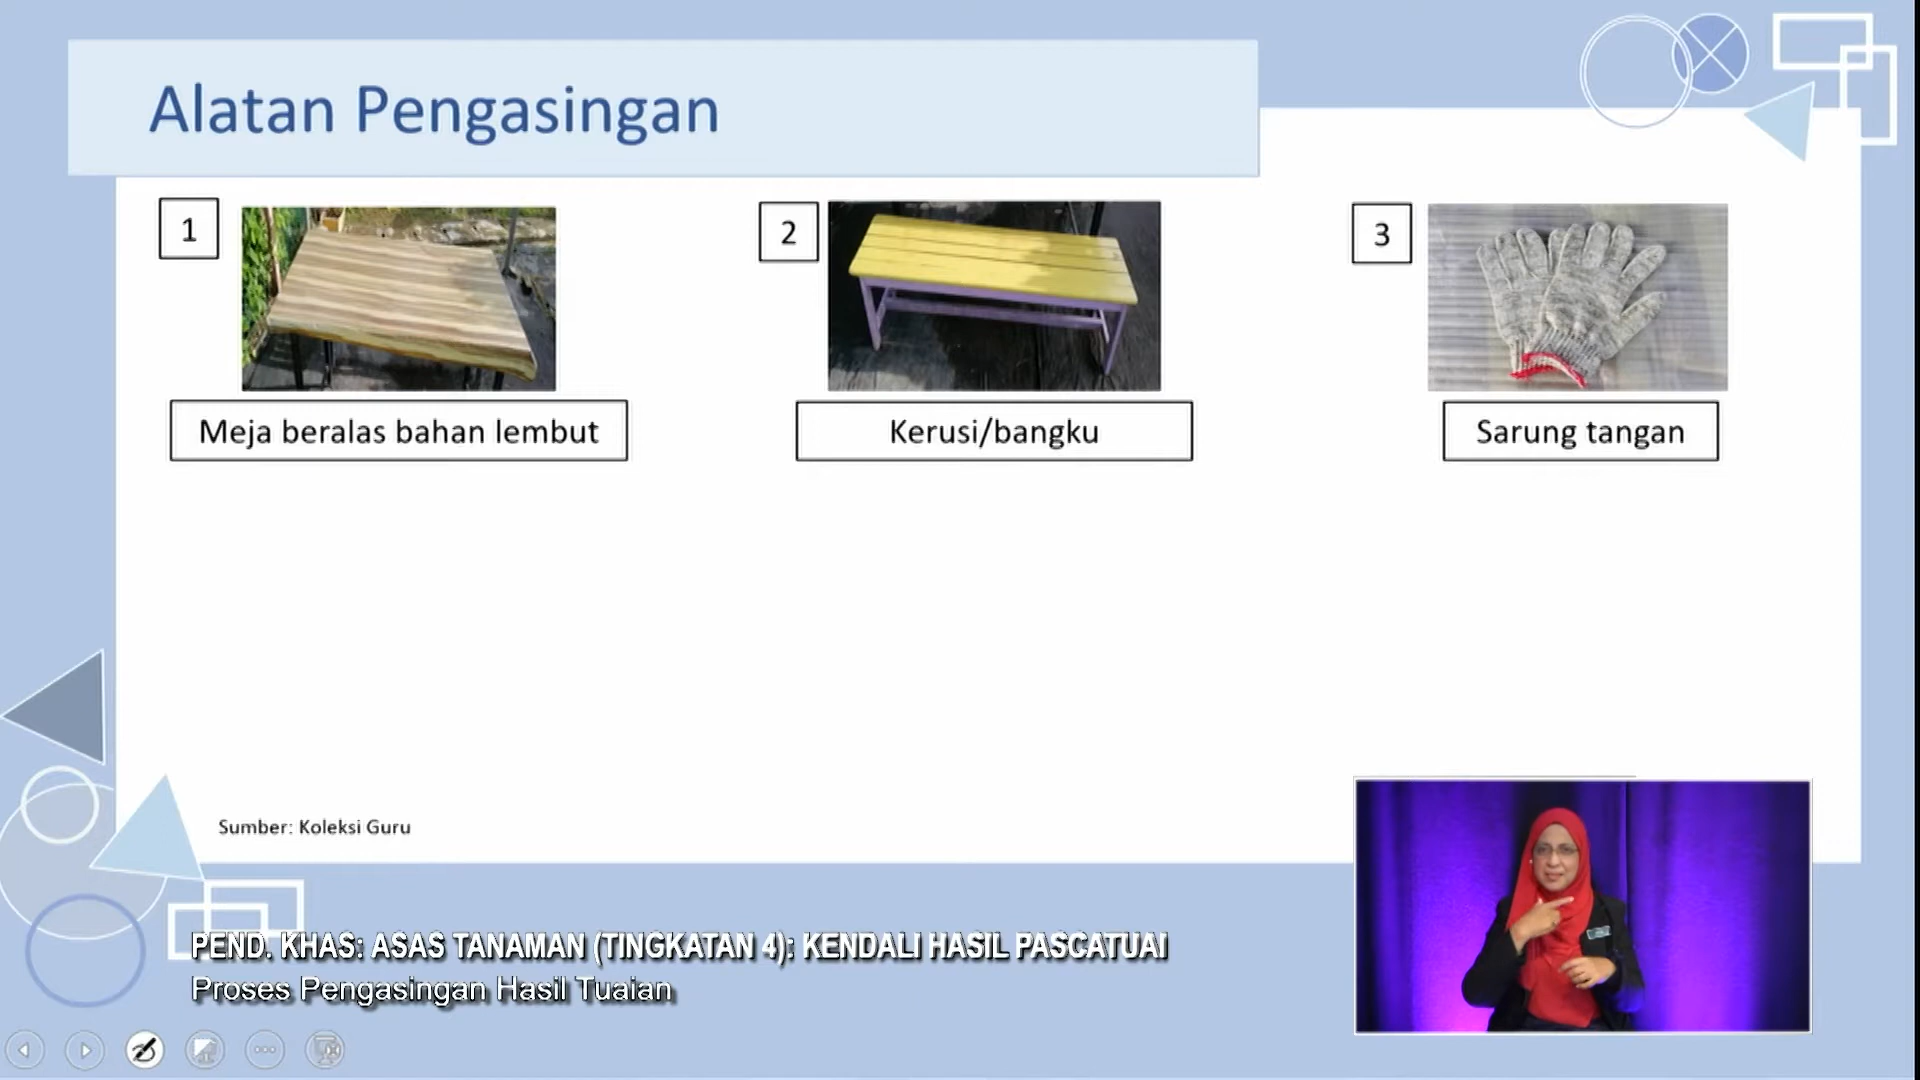 Alatan Pengasingan
1
2
3
Meja beralas bahan lembut
Kerusi/bangku
Sarung tangan
Sumber: Koleksi Guru
PEND. KHAS: ASAS TANAMAN (TINGKATAN 4): KENDALI HASIL PASCATUAI
Proses Pengasingan Hasil Tuaian